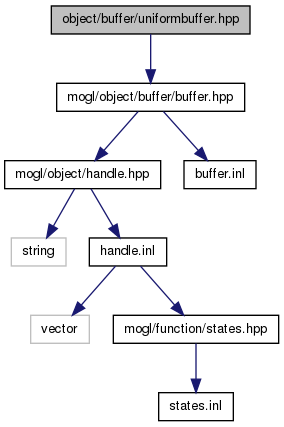 object/buffer/uniformbuffer.hpp
mogl/object/buffer/buffer.hpp
mogl/object/handle.hpp
buffer.inl
string
handle.inl
vector
mogl/function/states.hpp
states.inl